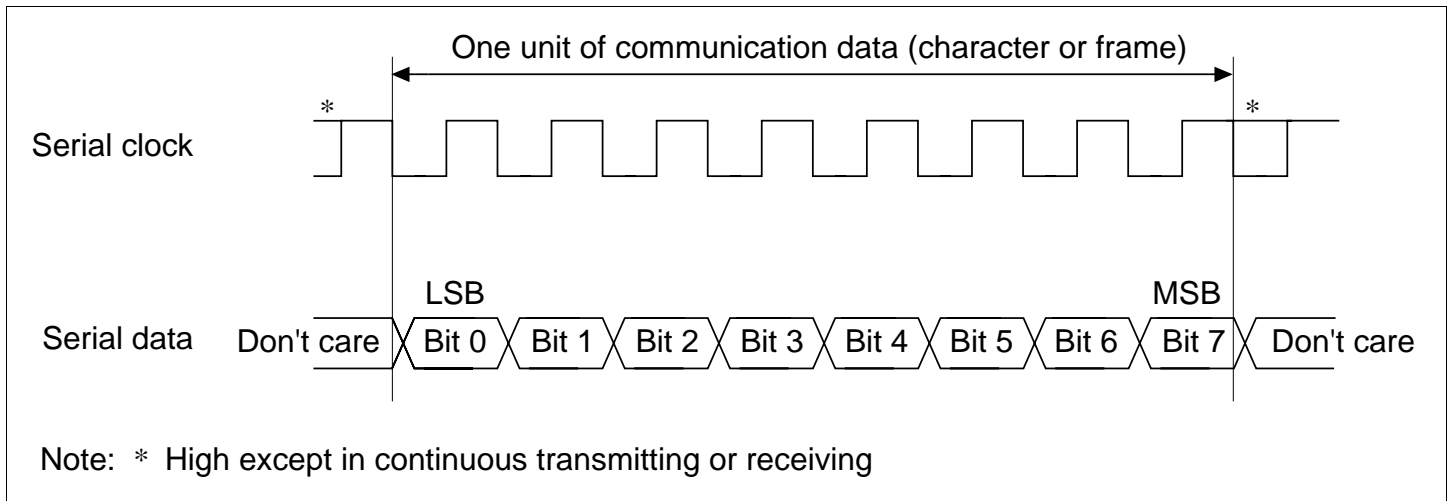 One unit of communication data (character or frame)
* *
Serial clock
LSB MSB
Serial data Don't care Bit 0 Bit 1 Bit 2 Bit 3 Bit 4 Bit 5 Bit 6 Bit 7 Don't care
Note: * High except in continuous transmitting or receiving